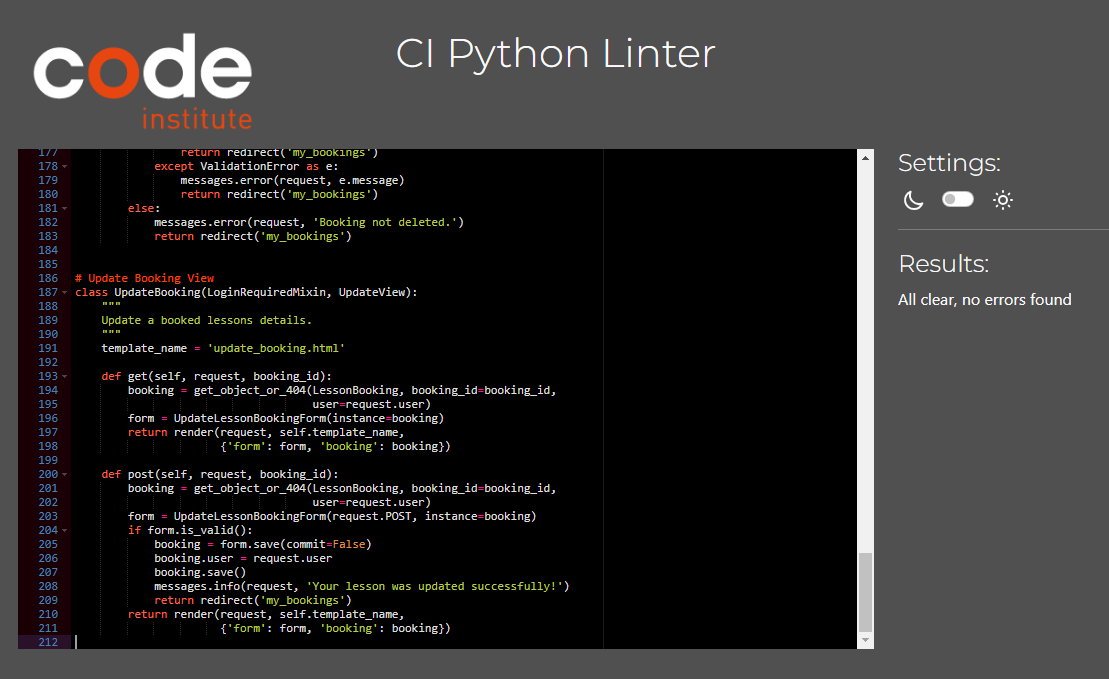 code
institute
CI Python Linter
177 return redirect('my_bookings')
178 except ValidationError as e:
179 messages.error(request, e.message)
180 return redirect('my_bookings')
181 else:
182 messages.error(request, 'Booking not deleted.')
183 return redirect('my_bookings')
184
185
186 # Update Booking View
187 class UpdateBooking(LoginRequiredMixin, UpdateView):
188 """
189 Update a booked lessons details.
190 """
191 template_name = 'update_booking.html'
192
193 def get(self, request, booking_id):
194 booking = get_object_or_404(LessonBooking, booking_id=booking_id,
195 user=request.user)
196 form = UpdateLessonBookingForm(instance=booking)
197 return render(request, self.template_name,
198 {'form': form, 'booking': booking})
199
200 def post(self, request, booking_id):
201 booking = get_object_or_404(LessonBooking, booking_id=booking_id,
202 user=request.user)
203 form = UpdateLessonBookingForm(request.POST, instance=booking)
204 if form.is_valid():
205 booking = form.save(commit=False)
206 booking.user = request.user
207 booking.save()
208 messages.info(request, 'Your lesson was updated successfully!')
209 return redirect('my_bookings')
210 return render(request, self.template_name,
211 {'form': form, 'booking': booking})
212
Settings:
Results:
All clear, no errors found